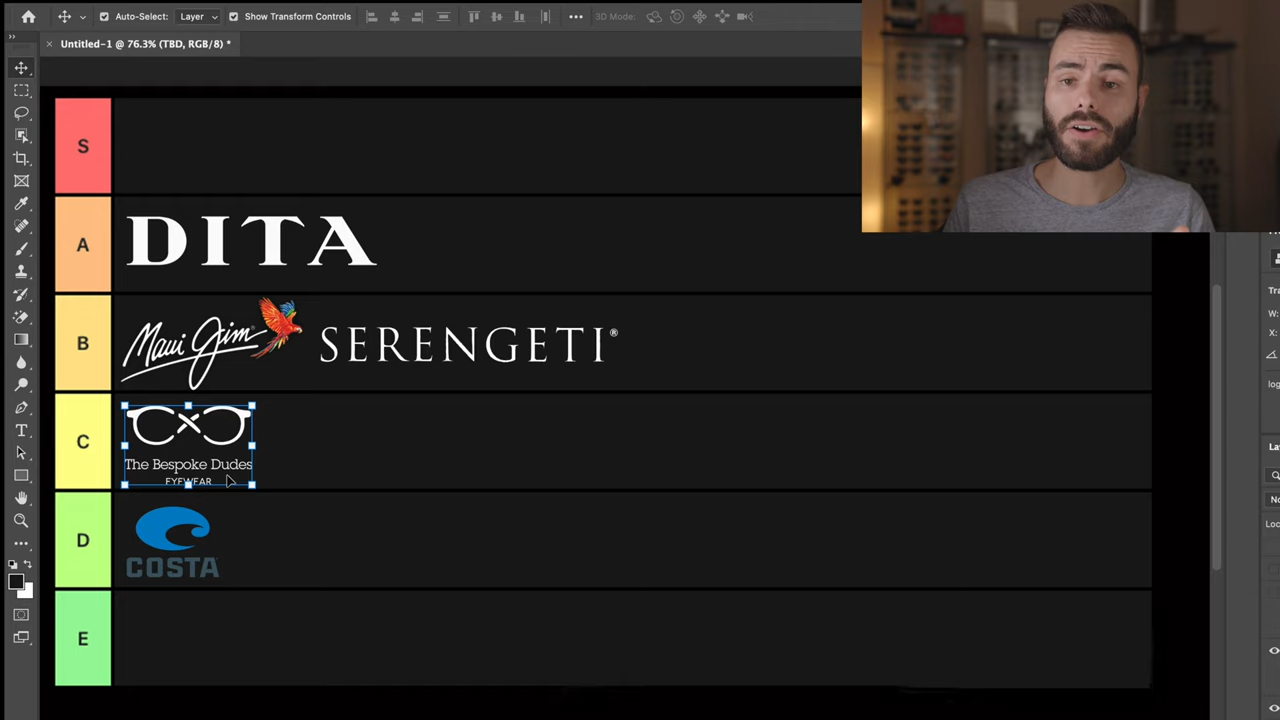 Auto-Select:
Layer
Show Transform Controls
3D Mode:
Untitled-1 @ 76.3% (TBD, RGB/8) *
S
A
DITA
B
Maui Jim
SERENGETI®
C
The Bespoke Dudes
EYEWEAR
D
COSTA
E
W:
X: